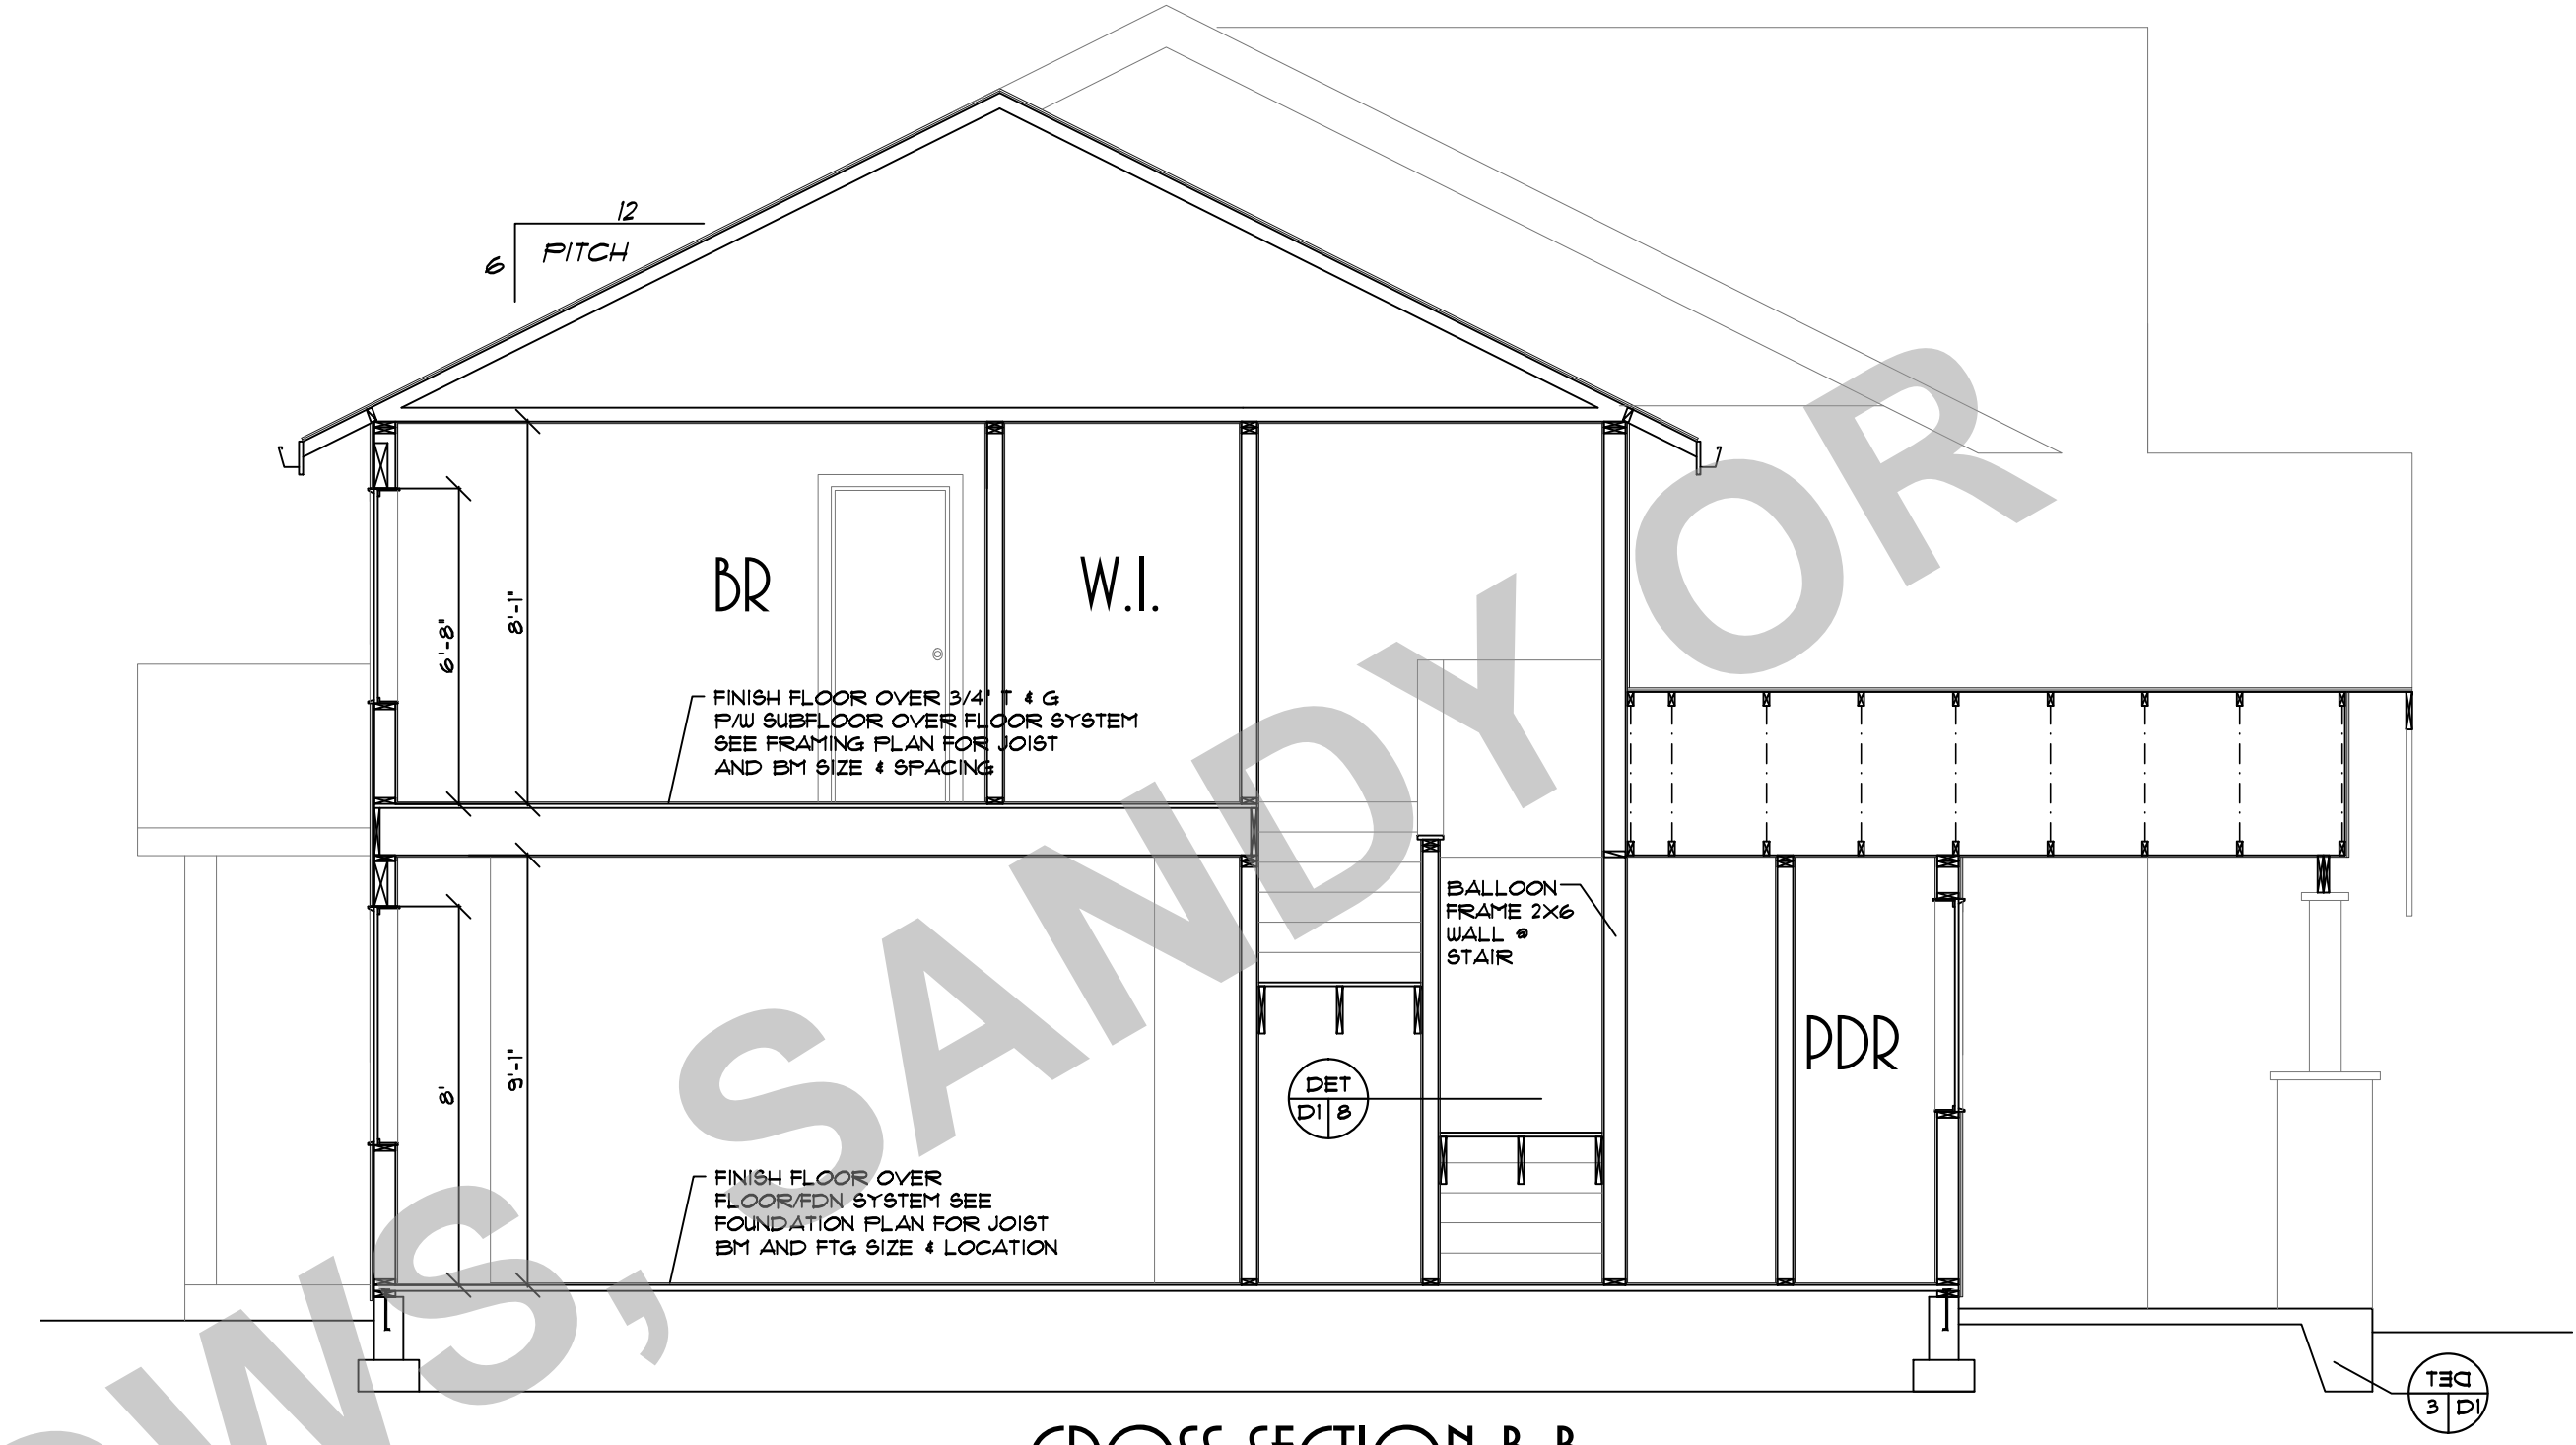 12
6
PITCH
BR
W.I.
6'-8"
8'-1"
FINISH FLOOR OVER 3/4" T & G
P/W SUBFLOOR OVER FLOOR SYSTEM
SEE FRAMING PLAN FOR JOIST
AND BM SIZE & SPACING
BALLOON
FRAME 2X6
WALL @
STAIR
PDR
8'
9'-1"
DET
D1 8
FINISH FLOOR OVER
FLOOR/FDN SYSTEM SEE
FOUNDATION PLAN FOR JOIST
BM AND FTG SIZE & LOCATION
DET
3 D1
CROSS SECTION B-B
OWS, SANDY OR